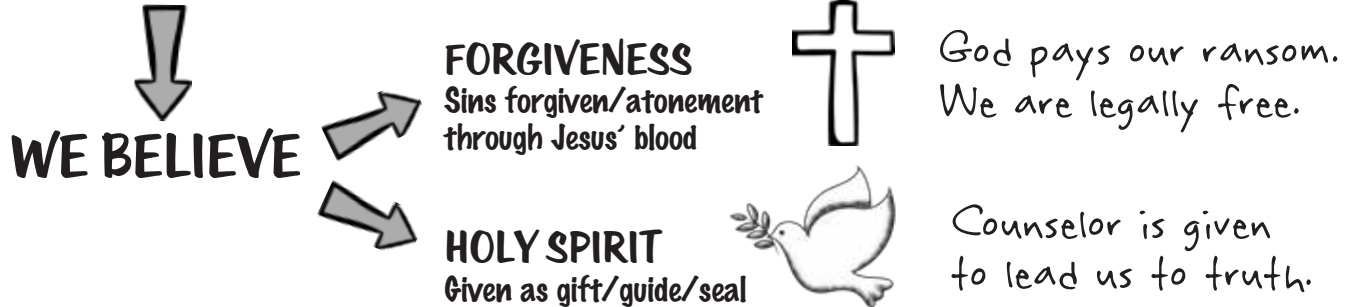 WE BELIEVE
FORGIVENESS
Sins forgiven/atonement
through Jesus' blood
God pays our ransom.
We are legally free.
HOLY SPIRIT
Given as gift/guide/seal
Counselor is given
to lead us to truth.